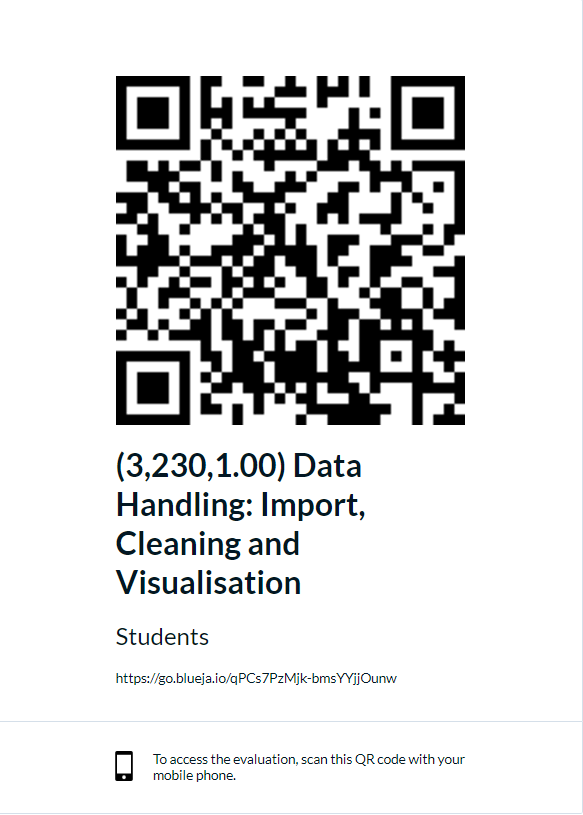 (3,230,1.00) Data
Handling: Import,
Cleaning and
Visualisation
Students
https://go.blueja.io/qPCs7PzMjk-bmsYYjjOunw
To access the evaluation, scan this QR code with your
mobile phone.